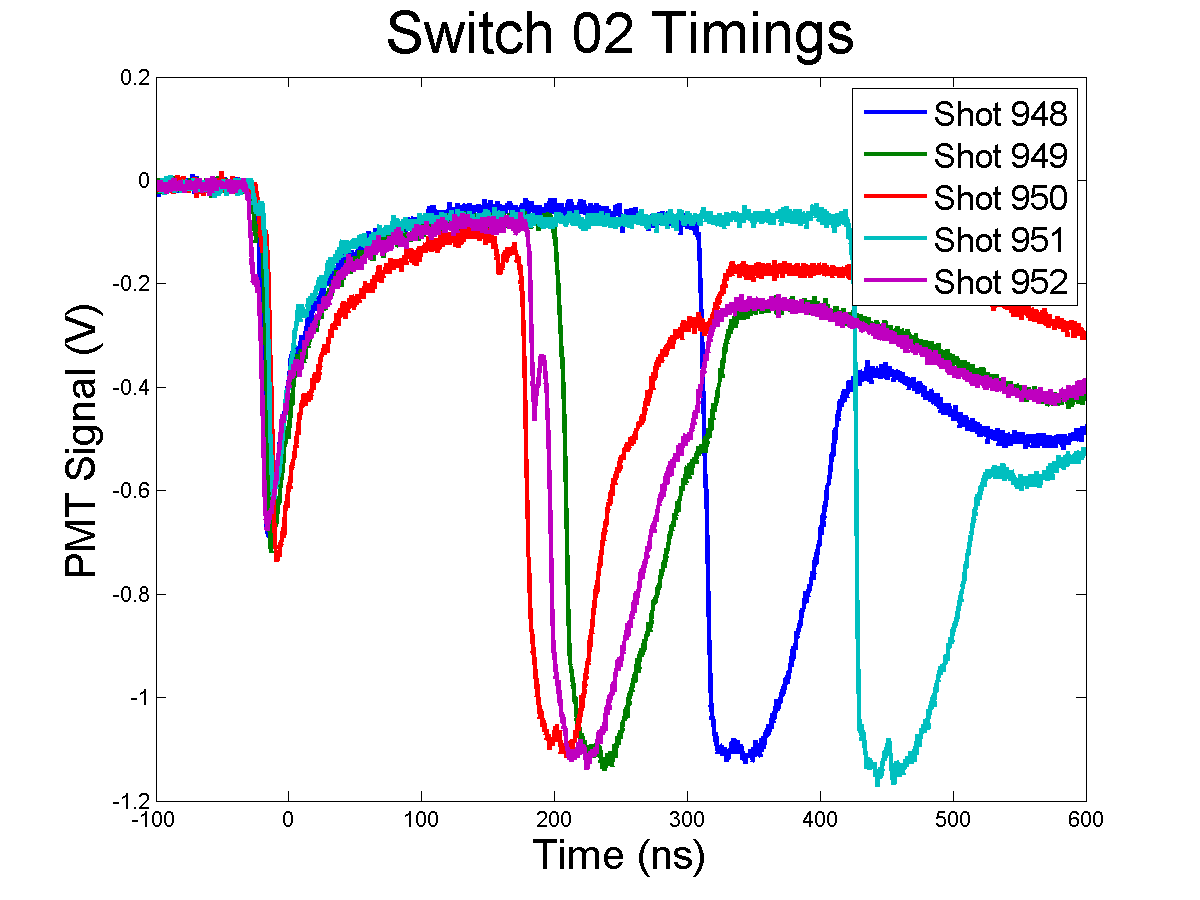 Switch 02 Timings
0.2
0
-0.2
-0.4
-0.6
-0.8
-1
-1.2
PMT Signal (V)
Shot 948
Shot 949
Shot 950
Shot 951
Shot 952
-100
0
100
200
300
400
500
600
Time (ns)